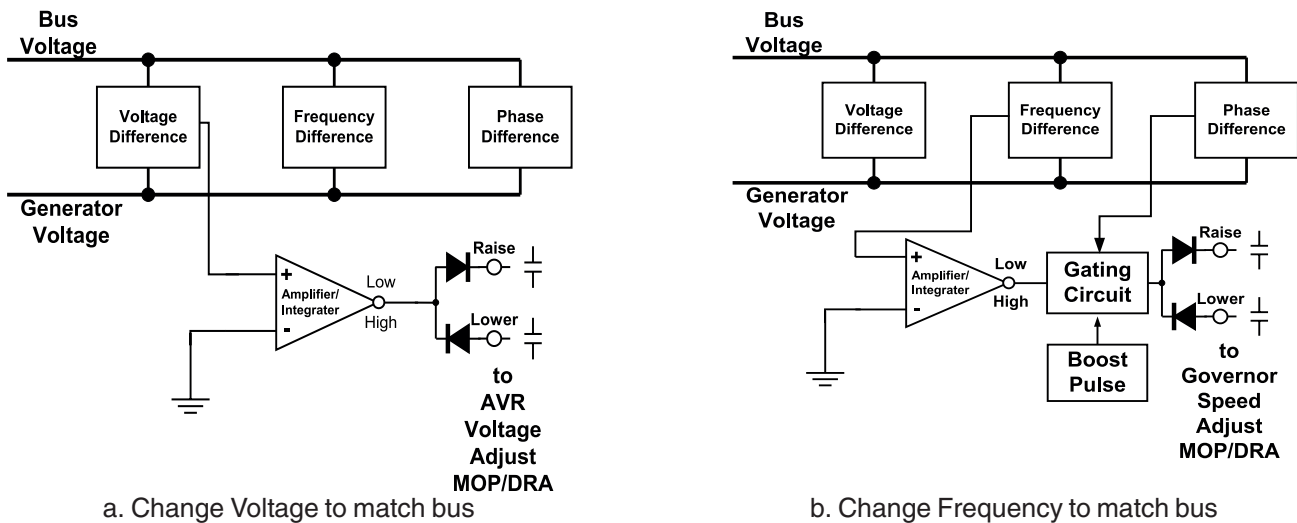 Bus
Voltage
Voltage
Difference
Frequency
Difference
Phase
Difference
Generator
Voltage
+
Amplifier/
Integrater
-
Low
High
Raise
Lower
to
AVR
Voltage
Adjust
MOP/DRA
a. Change Voltage to match bus
Bus
Voltage
Voltage
Difference
Frequency
Difference
Phase
Difference
Generator
Voltage
+
Amplifier/
Integrater
-
Low
High
Gating
Circuit
Boost
Pulse
Raise
Lower
to
Governor
Speed
Adjust
MOP/DRA
b. Change Frequency to match bus